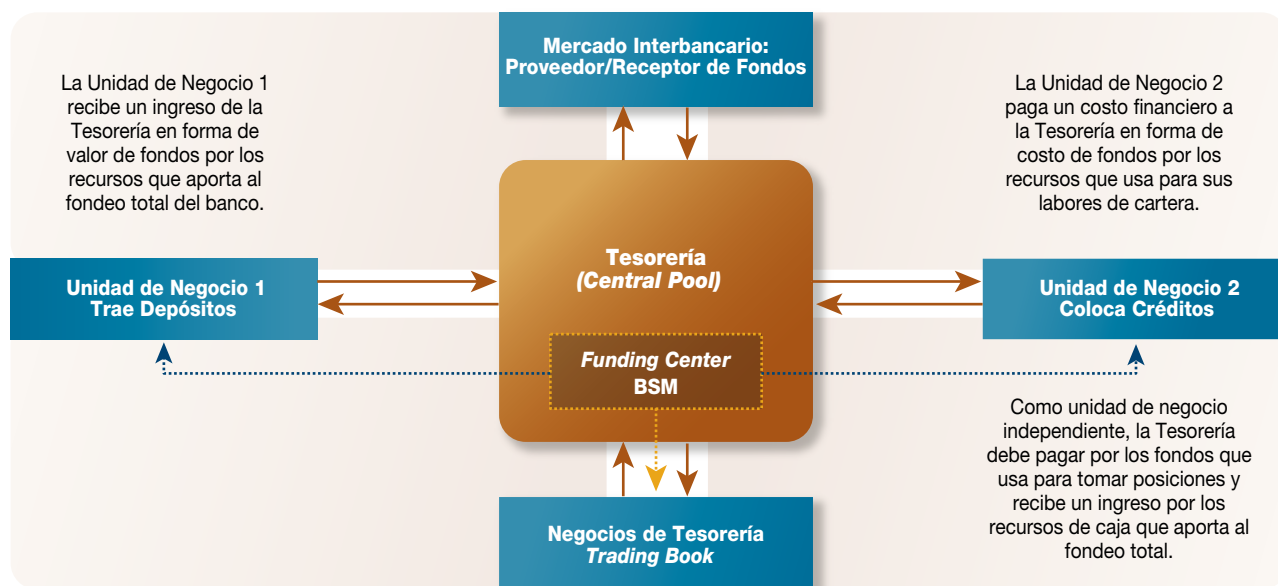 Mercado Interbancario:
Proveedor/Receptor de Fondos
La Unidad de Negocio 1
recibe un ingreso de la
Tesorería en forma de
valor de fondos por los
recursos que aporta al
fondeo total del banco.
La Unidad de Negocio 2
paga un costo financiero a
la Tesorería en forma de
costo de fondos por los
recursos que usa para sus
labores de cartera.
Unidad de Negocio 1
Trae Depósitos
Tesorería
(Central Pool)
Unidad de Negocio 2
Coloca Créditos
Funding Center
BSM
Como unidad de negocio
independiente, la Tesorería
debe pagar por los fondos que
usa para tomar posiciones y
recibe un ingreso por los
recursos de caja que aporta al
fondeo total.
Negocios de Tesorería
Trading Book